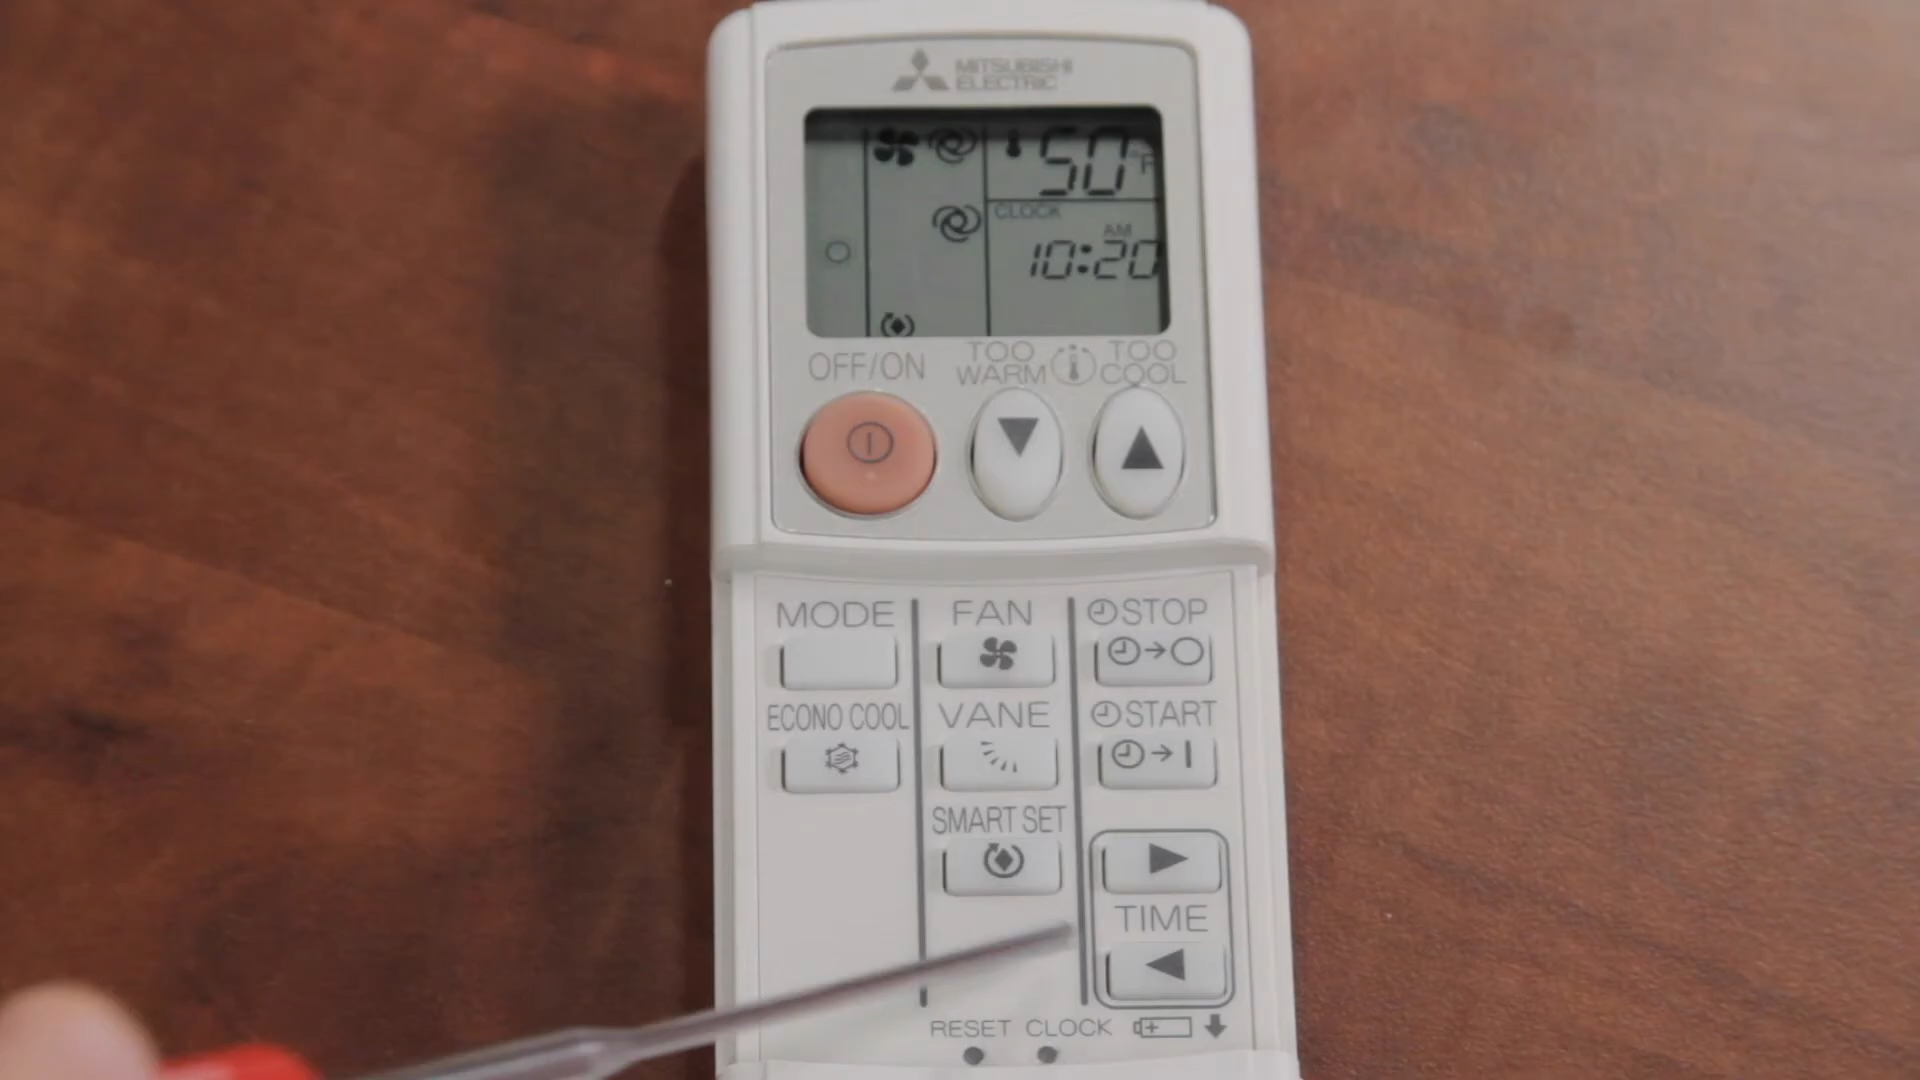 MITSUBISHI
ELECTRIC
50°F
CLOCK
AM
10:20
OFF/ON
TOO
WARM
TOO
COOL
MODE
FAN
STOP
ECONO COOL
VANE
START
SMART SET
TIME
RESET
CLOCK